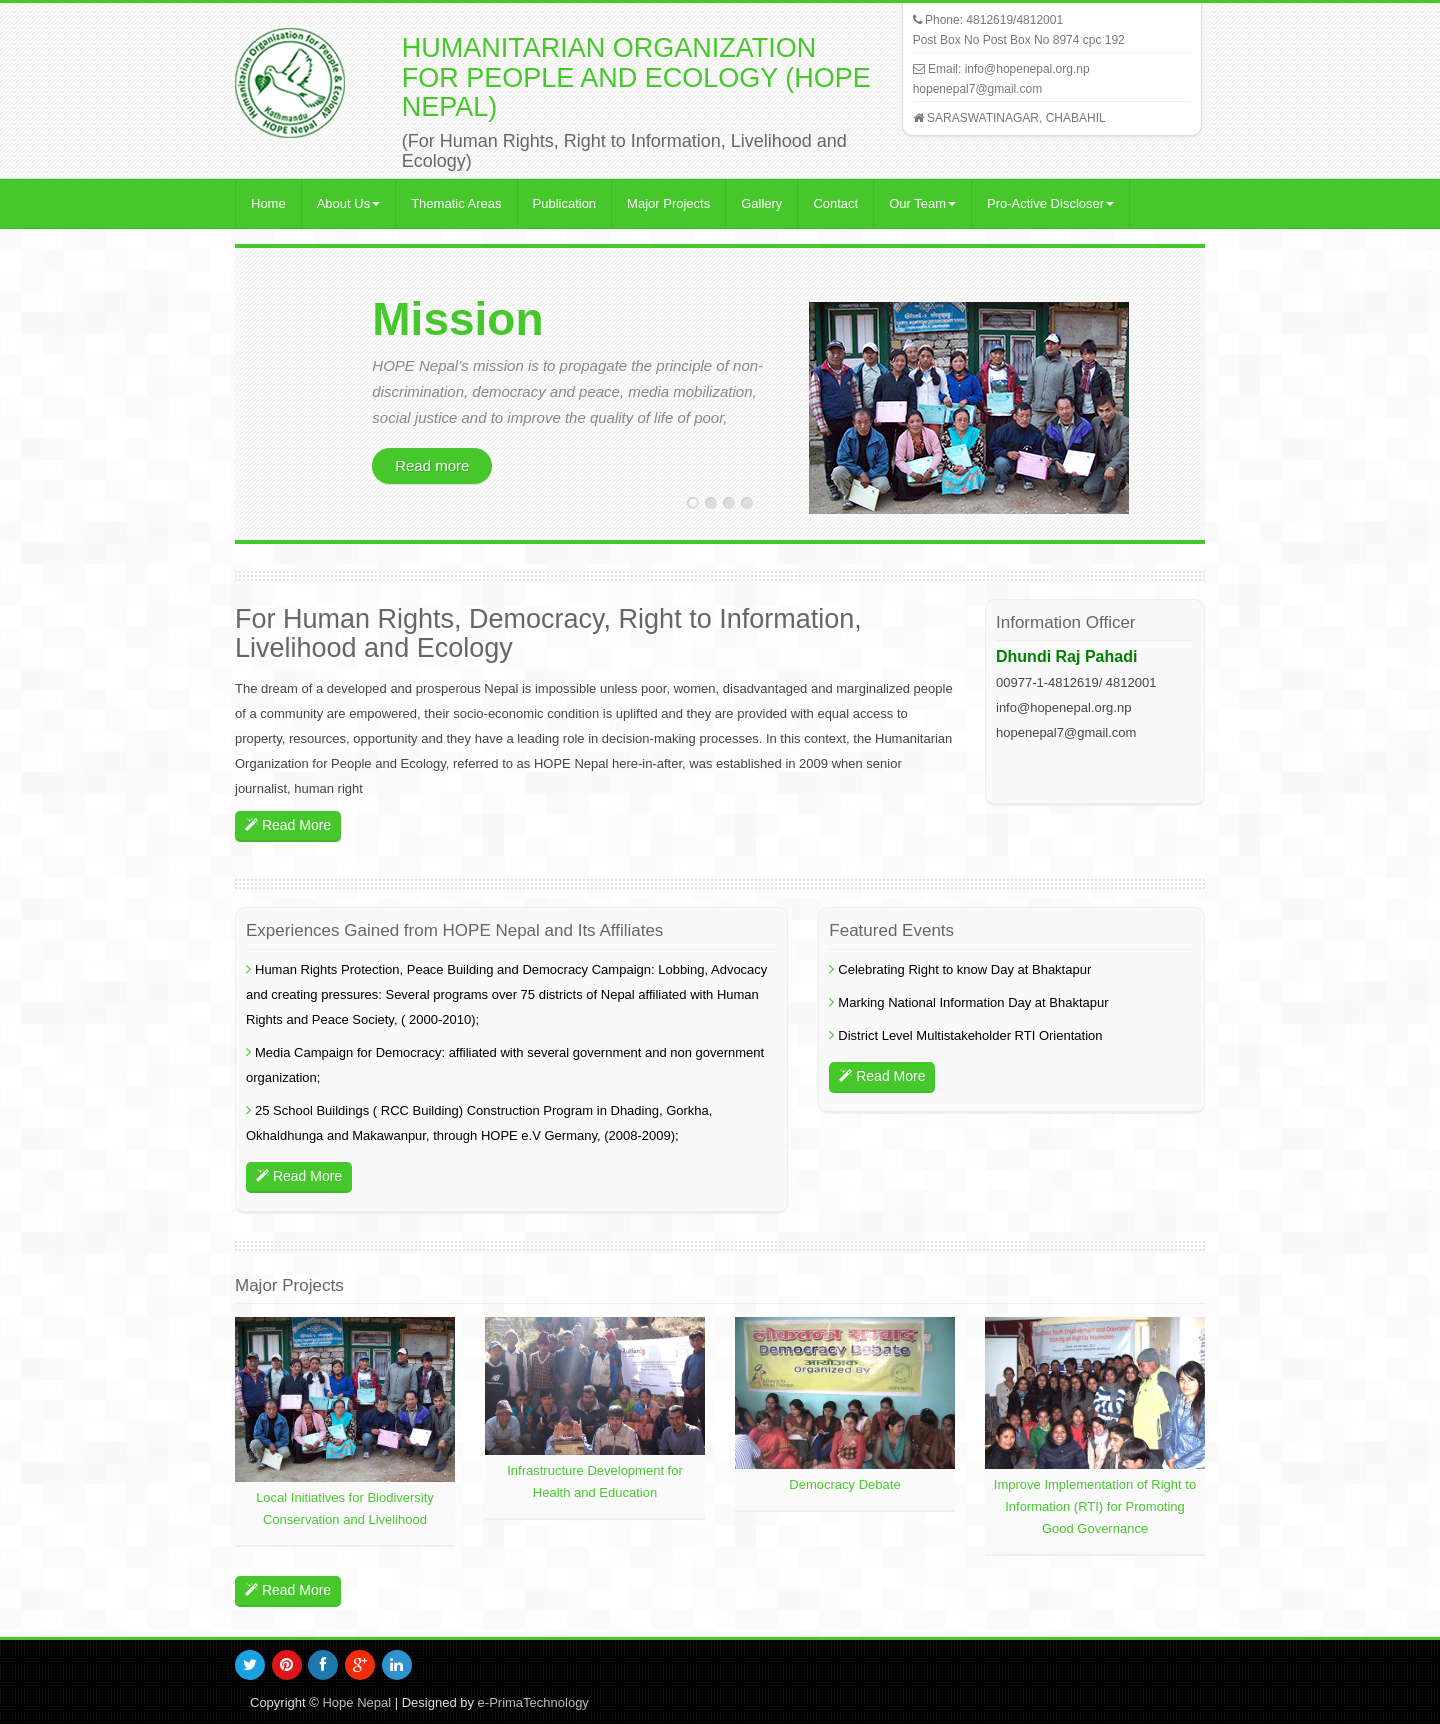 Humanitarian Organization for People & Ecology
Kathmandu
HOPE Nepal
HUMANITARIAN ORGANIZATION
FOR PEOPLE AND ECOLOGY (HOPE
NEPAL)
(For Human Rights, Right to Information, Livelihood and
Ecology)
Phone: 4812619/4812001
Post Box No Post Box No 8974 cpc 192
Email: info@hopenepal.org.np
hopenepal7@gmail.com
SARASWATINAGAR, CHABAHIL
Home About Us Thematic Areas Publication Major Projects Gallery Contact Our Team Pro-Active Discloser
Mission
HOPE Nepal's mission is to propagate the principle of non-
discrimination, democracy and peace, media mobilization,
social justice and to improve the quality of life of poor,
Read more
For Human Rights, Democracy, Right to Information,
Livelihood and Ecology
The dream of a developed and prosperous Nepal is impossible unless poor, women, disadvantaged and marginalized people
of a community are empowered, their socio-economic condition is uplifted and they are provided with equal access to
property, resources, opportunity and they have a leading role in decision-making processes. In this context, the Humanitarian
Organization for People and Ecology, referred to as HOPE Nepal here-in-after, was established in 2009 when senior
journalist, human right
Read More
Information Officer
Dhundi Raj Pahadi
00977-1-4812619/ 4812001
info@hopenepal.org.np
hopenepal7@gmail.com
Experiences Gained from HOPE Nepal and Its Affiliates
Human Rights Protection, Peace Building and Democracy Campaign: Lobbing, Advocacy
and creating pressures: Several programs over 75 districts of Nepal affiliated with Human
Rights and Peace Society, ( 2000-2010);
Media Campaign for Democracy: affiliated with several government and non government
organization;
25 School Buildings ( RCC Building) Construction Program in Dhading, Gorkha,
Okhaldhunga and Makawanpur, through HOPE e.V Germany, (2008-2009);
Read More
Featured Events
Celebrating Right to know Day at Bhaktapur
Marking National Information Day at Bhaktapur
District Level Multistakeholder RTI Orientation
Read More
Major Projects
लोकतन्त्र सम्वाद
Democracy Debate
आयोजक
Organized By
Local Initiatives for Biodiversity
Conservation and Livelihood
Infrastructure Development for
Health and Education
Democracy Debate
Improve Implementation of Right to
Information (RTI) for Promoting
Good Governance
Read More
Copyright © Hope Nepal | Designed by e-PrimaTechnology